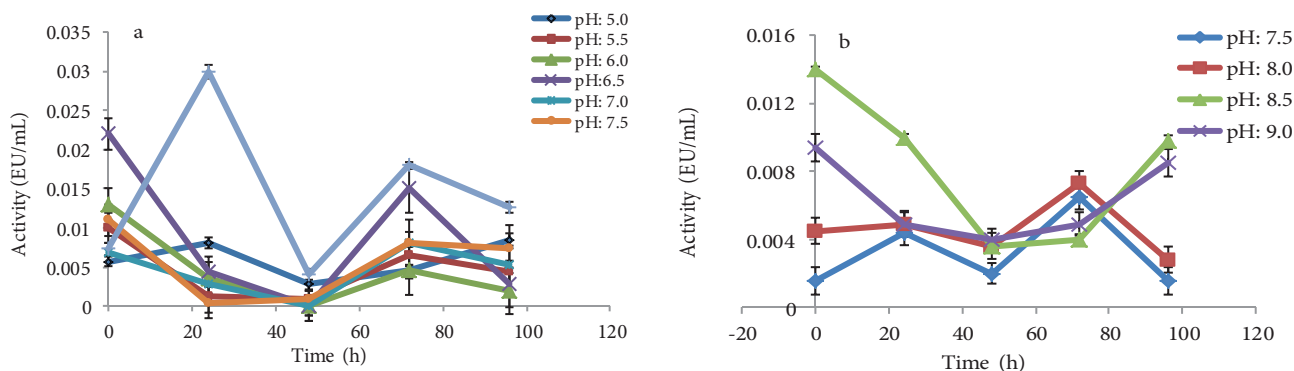 a
pH: 5.0
pH: 5.5
pH: 6.0
pH:6.5
pH: 7.0
pH: 7.5
0.035
0.03
0.025
0.02
0.015
0.01
0.005
0
Activity (EU/mL)
0 20 40 60 80 100 120
Time (h)
b
pH: 7.5
pH: 8.0
pH: 8.5
pH: 9.0
0.016
0.012
0.008
0.004
0
Activity (EU/mL)
-20 0 20 40 60 80 100 120
Time (h)